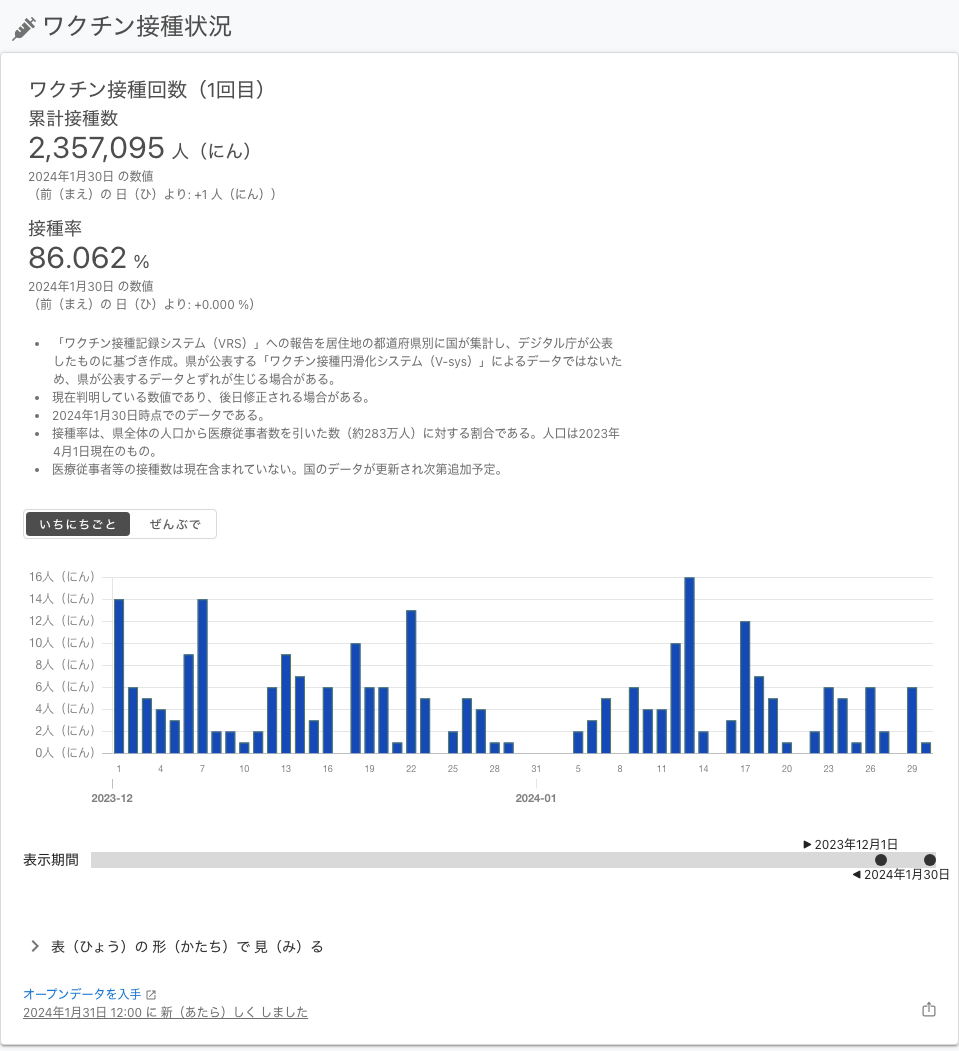 ワクチン接種状況
ワクチン接種回数（1回目）
累計接種数
2,357,095 人（にん）
2024年1月30日 の数値
（前（まえ）の 日（ひ）より: +1 人（にん））
接種率
86.062 %
2024年1月30日 の数値
（前（まえ）の 日（ひ）より: +0.000 %）
• 「ワクチン接種記録システム（VRS）」への報告を居住地の都道府県別に国が集計し、デジタル庁が公表
したものに基づき作成。県が公表する「ワクチン接種円滑化システム（V-sys）」によるデータではないた
め、県が公表するデータとずれが生じる場合がある。
• 現在判明している数値であり、後日修正される場合がある。
• 2024年1月30日時点でのデータである。
• 接種率は、県全体の人口から医療従事者数を引いた数（約283万人）に対する割合である。人口は2023年
4月1日現在のもの。
• 医療従事者等の接種数は現在含まれていない。国のデータが更新され次第追加予定。
いちにちごと ぜんぶで
16人（にん）
14人（にん）
12人（にん）
10人（にん）
8人（にん）
6人（にん）
4人（にん）
2人（にん）
0人（にん）
1 4 7 10 13 16 19 22 25 28 31 5 8 11 14 17 20 23 26 29
2023-12 2024-01
▶ 2023年12月1日
表示期間
◀ 2024年1月30日
表（ひょう）の 形（かたち）で 見（み）る
オープンデータを入手
2024年1月31日 12:00 に 新（あたら）しく しました